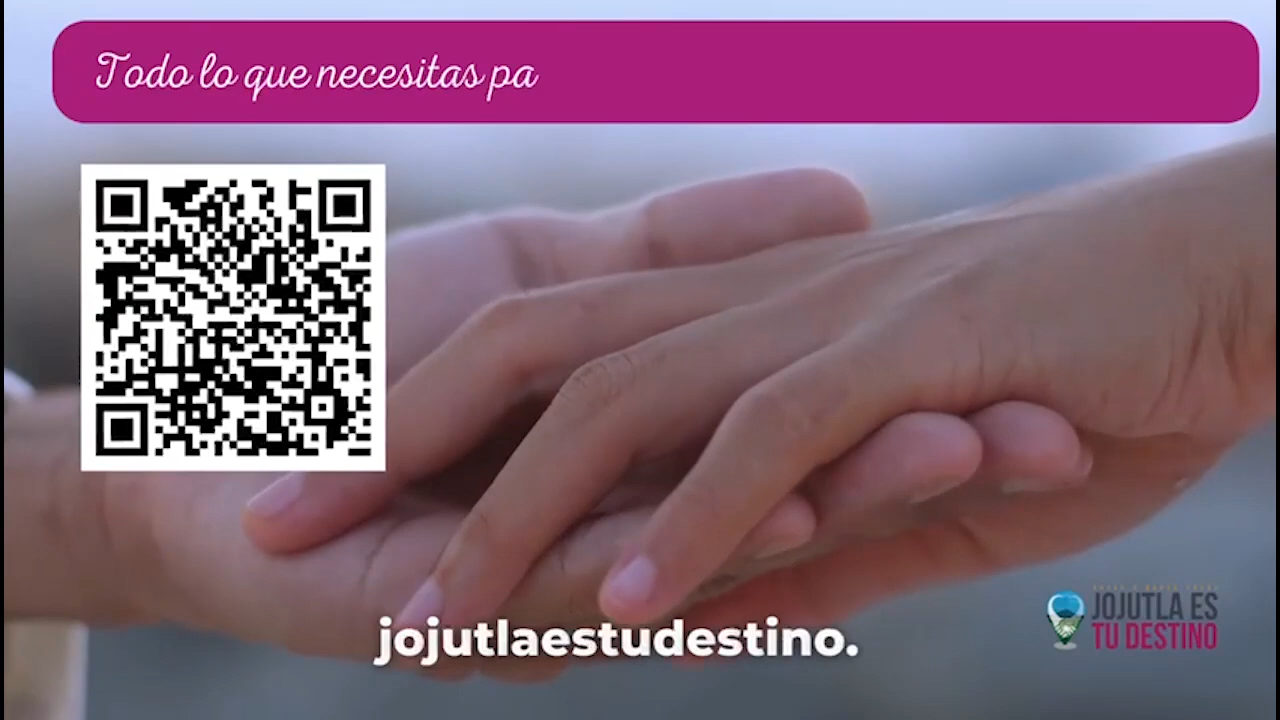 Todo lo que necesitas pa
jojutlaestudestino.
JOJUTLA ES
TU DESTINO